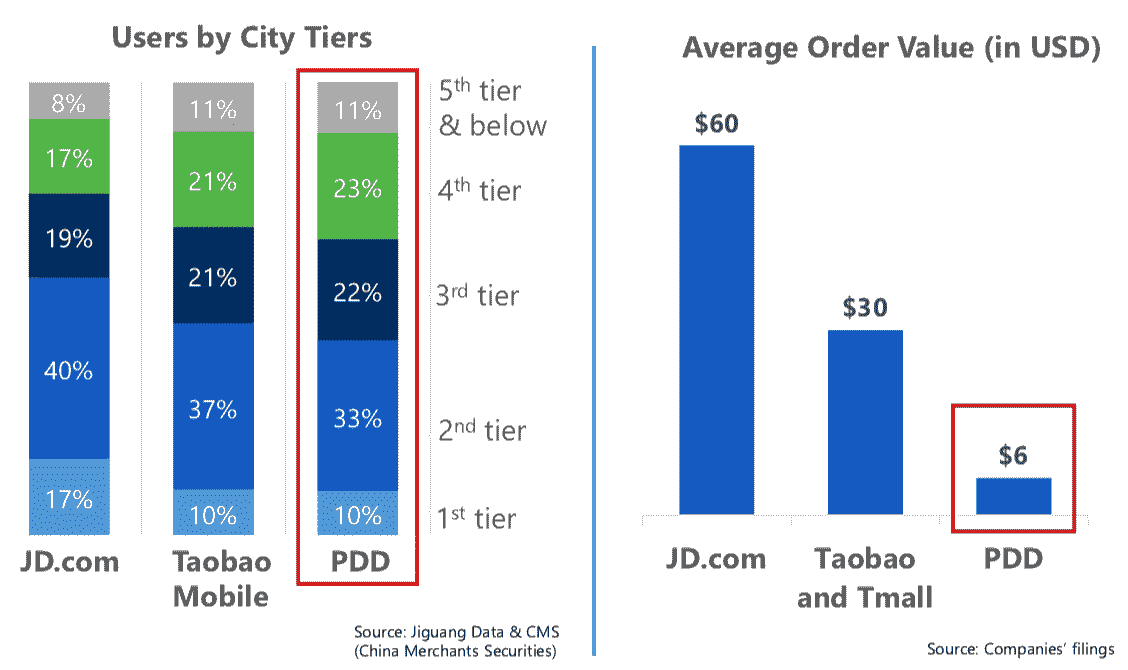 Users by City Tiers
8%
17%
19%
40%
17%
JD.com
11%
21%
21%
37%
10%
Taobao
Mobile
11%
23%
22%
33%
10%
PDD
5th tier
& below
4th tier
3rd tier
2nd tier
1st tier
Source: Jiguang Data & CMS
(China Merchants Securities)
Average Order Value (in USD)
$60
$30
$6
JD.com
Taobao
and Tmall
PDD
Source: Companies’ filings